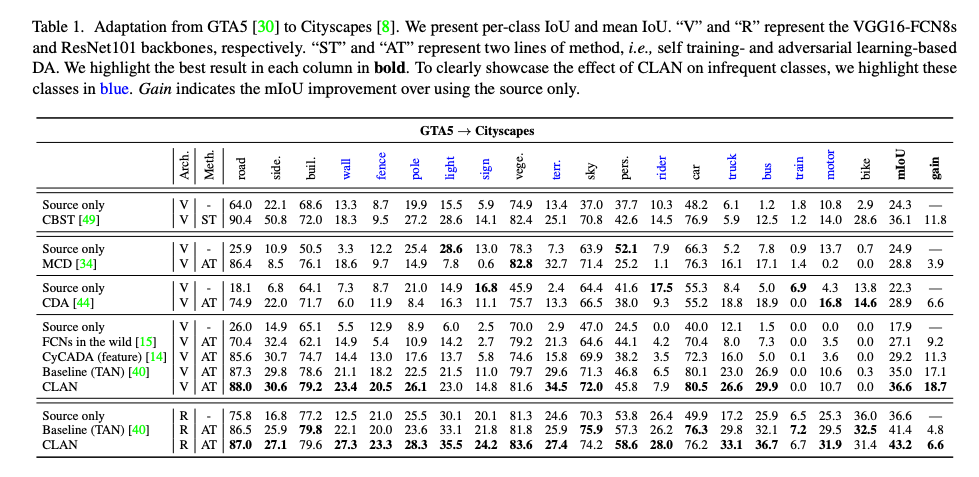 Table 1. Adaptation from GTA5 [30] to Cityscapes [8]. We present per-class IoU and mean IoU. “V” and “R” represent the VGG16-FCN8s
and ResNet101 backbones, respectively. “ST” and “AT” represent two lines of method, i.e., self training- and adversarial learning-based
DA. We highlight the best result in each column in bold. To clearly showcase the effect of CLAN on infrequent classes, we highlight these
classes in blue. Gain indicates the mIoU improvement over using the source only.
GTA5 → Cityscapes
Arch. Meth. road side. buil. wall fence pole light sign vege. terr. sky pers. rider car truck bus train motor bike mIoU gain
Source only V - 64.0 22.1 68.6 13.3 8.7 19.9 15.5 5.9 74.9 13.4 37.0 37.7 10.3 48.2 6.1 1.2 1.8 10.8 2.9 24.3 —
CBST [49] V ST 90.4 50.8 72.0 18.3 9.5 27.2 28.6 14.1 82.4 25.1 70.8 42.6 14.5 76.9 5.9 12.5 1.2 14.0 28.6 36.1 11.8
Source only V - 25.9 10.9 50.5 3.3 12.2 25.4 28.6 13.0 78.3 7.3 63.9 52.1 7.9 66.3 5.2 7.8 0.9 13.7 0.7 24.9 —
MCD [34] V AT 86.4 8.5 76.1 18.6 9.7 14.9 7.8 0.6 82.8 32.7 71.4 25.2 1.1 76.3 16.1 17.1 1.4 0.2 0.0 28.8 3.9
Source only V - 18.1 6.8 64.1 7.3 8.7 21.0 14.9 16.8 45.9 2.4 64.4 41.6 17.5 55.3 8.4 5.0 6.9 4.3 13.8 22.3 —
CDA [44] V AT 74.9 22.0 71.7 6.0 11.9 8.4 16.3 11.1 75.7 13.3 66.5 38.0 9.3 55.2 18.8 18.9 0.0 16.8 14.6 28.9 6.6
Source only V - 26.0 14.9 65.1 5.5 12.9 8.9 6.0 2.5 70.0 2.9 47.0 24.5 0.0 40.0 12.1 1.5 0.0 0.0 0.0 17.9 —
FCNs in the wild [15] V AT 70.4 32.4 62.1 14.9 5.4 10.9 14.2 2.7 79.2 21.3 64.6 44.1 4.2 70.4 8.0 7.3 0.0 3.5 0.0 27.1 9.2
CyCADA (feature) [14] V AT 85.6 30.7 74.7 14.4 13.0 17.6 13.7 5.8 74.6 15.8 69.9 38.2 3.5 72.3 16.0 5.0 0.1 3.6 0.0 29.2 11.3
Baseline (TAN) [40] V AT 87.3 29.8 78.6 21.1 18.2 22.5 21.5 11.0 79.7 29.6 71.3 46.8 6.5 80.1 23.0 26.9 0.0 10.6 0.3 35.0 17.1
CLAN V AT 88.0 30.6 79.2 23.4 20.5 26.1 23.0 14.8 81.6 34.5 72.0 45.8 7.9 80.5 26.6 29.9 0.0 10.7 0.0 36.6 18.7
Source only R - 75.8 16.8 77.2 12.5 21.0 25.5 30.1 20.1 81.3 24.6 70.3 53.8 26.4 49.9 17.2 25.9 6.5 25.3 36.0 36.6 —
Baseline (TAN) [40] R AT 86.5 25.9 79.8 22.1 20.0 23.6 33.1 21.8 81.8 25.9 75.9 57.3 26.2 76.3 29.8 32.1 7.2 29.5 32.5 41.4 4.8
CLAN R AT 87.0 27.1 79.6 27.3 23.3 28.3 35.5 24.2 83.6 27.4 74.2 58.6 28.0 76.2 33.1 36.7 6.7 31.9 31.4 43.2 6.6